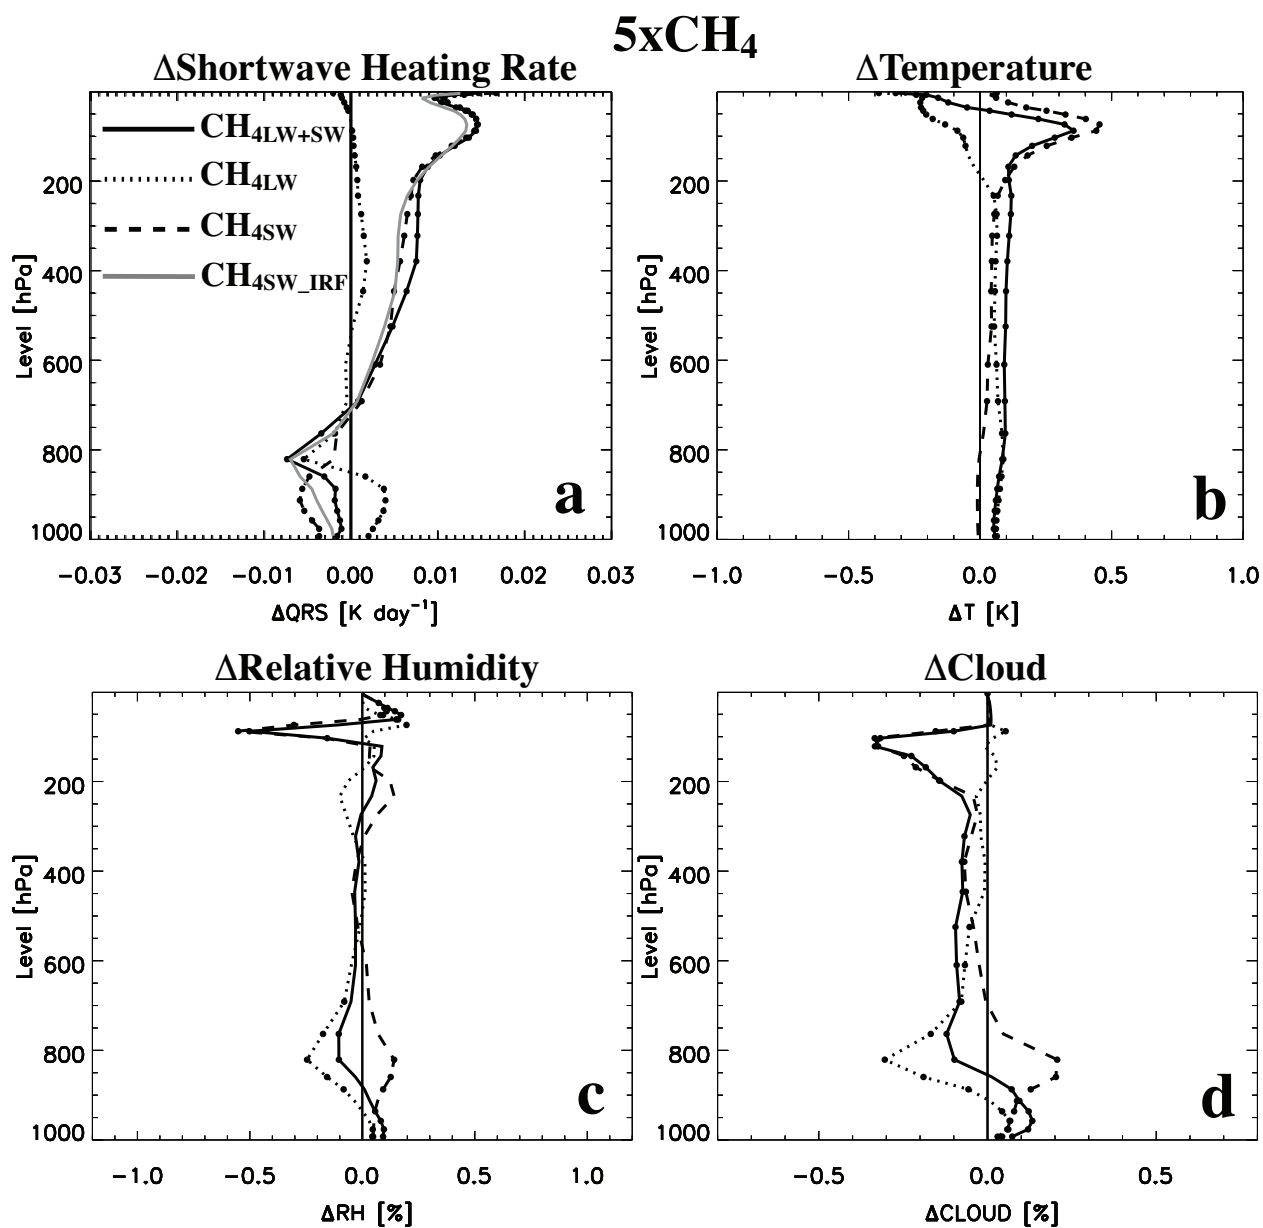 5xCH₄
ΔShortwave Heating Rate
CH₄LW+SW
CH₄LW
CH₄SW
CH₄SW_IRF
Level [hPa]
200
400
600
800
1000
a
−0.03 −0.02 −0.01 0.00 0.01 0.02 0.03
ΔQRS [K day⁻¹]
ΔTemperature
Level [hPa]
200
400
600
800
1000
b
−1.0 −0.5 0.0 0.5 1.0
ΔT [K]
ΔRelative Humidity
Level [hPa]
200
400
600
800
1000
c
−1.0 −0.5 0.0 0.5 1.0
ΔRH [%]
ΔCloud
Level [hPa]
200
400
600
800
1000
d
−0.5 0.0 0.5
ΔCLOUD [%]